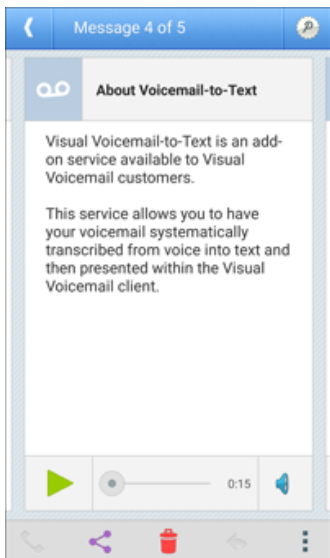 Message 4 of 5
About Voicemail-to-Text
Visual Voicemail-to-Text is an add-
on service available to Visual
Voicemail customers.
This service allows you to have
your voicemail systematically
transcribed from voice into text and
then presented within the Visual
Voicemail client.
0:15